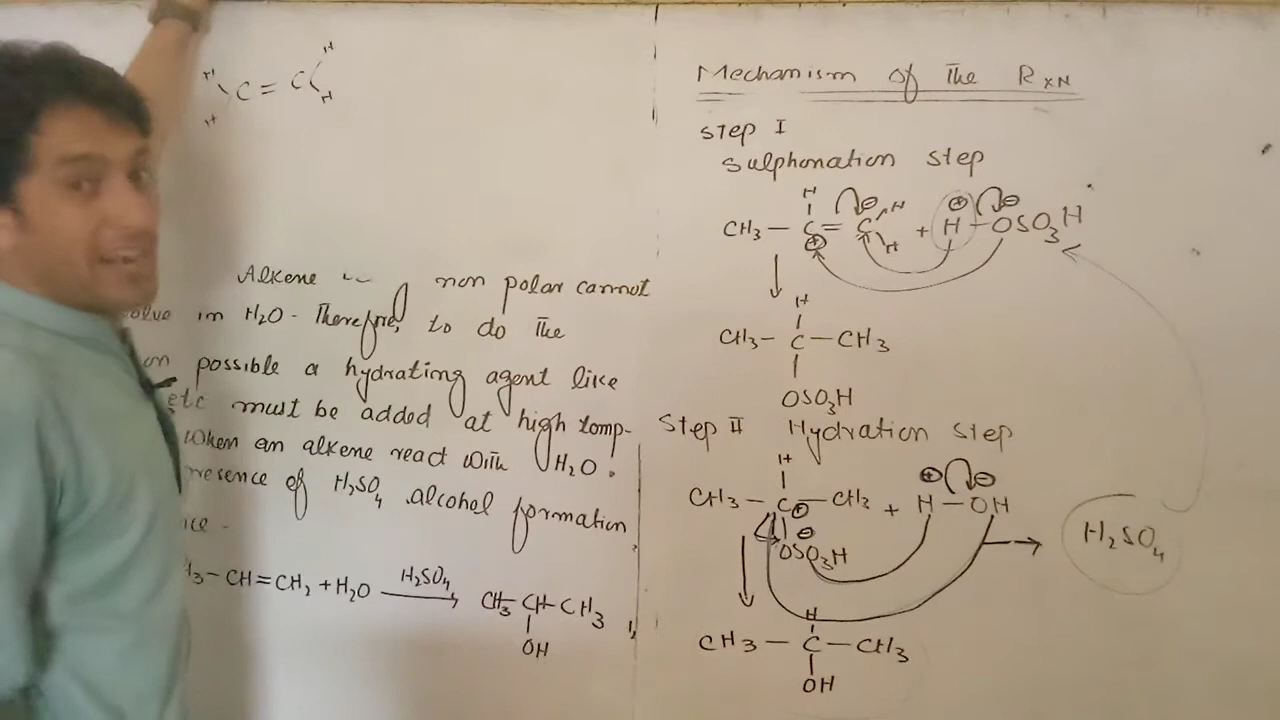 H H
C = C
H H
Alkene non polar cannot
in H2O. Therefore, to do the
possible a hydrating agent like
etc must be added at high temp-
When an alkene react with H2O.
of H2SO4 alcohol formation
H3-CH=CH2 + H2O H2SO4 CH3-CH-CH3
OH
Mechanism of The RxN
Step I
Sulphonation step
H ⊖ H ⊕ ⊖
CH3 - C = C + H - OSO3H
⊕ H
H
CH3 - C - CH3
OSO3H
Step II Hydration Step
H ⊕ ⊖
CH3 - C⊕ - CH3 + H - OH
⊖
OSO3H
H2SO4
H
CH3 - C - CH3
OH